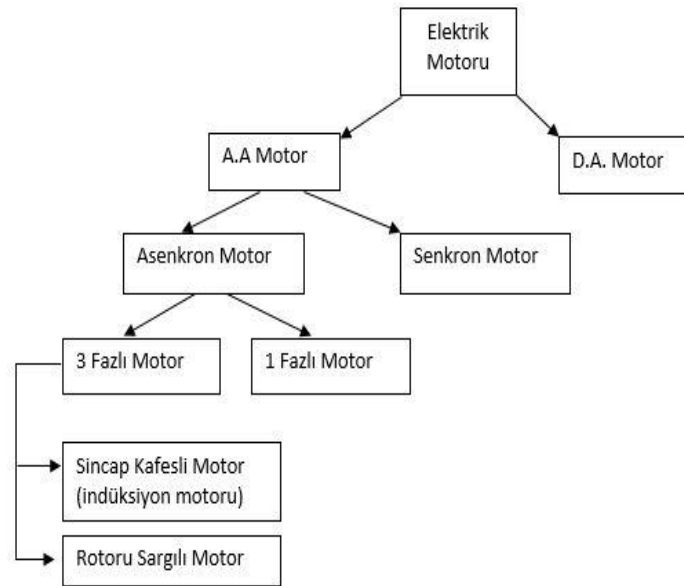 Elektrik
Motoru
A.A Motor
D.A. Motor
Asenkron Motor
Senkron Motor
3 Fazlı Motor
1 Fazlı Motor
Sincap Kafesli Motor
(indüksiyon motoru)
Rotoru Sargılı Motor